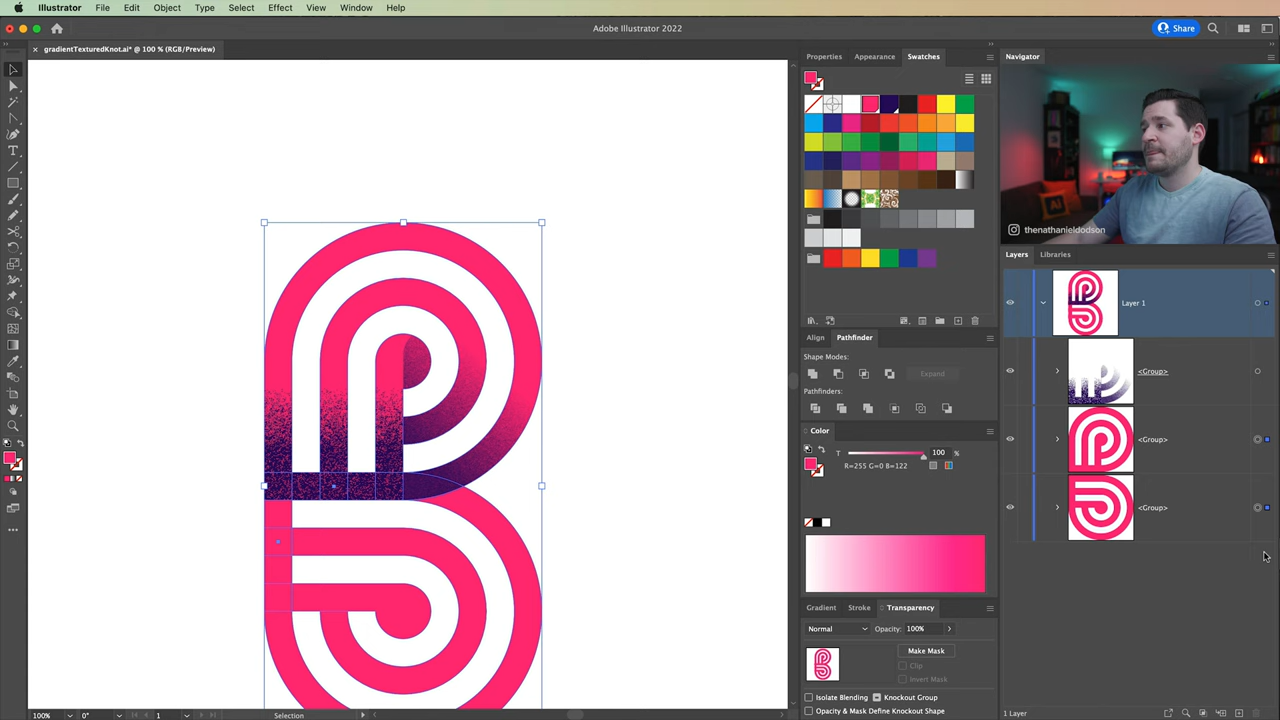 Illustrator File Edit Object Type Select Effect View Window Help
Adobe Illustrator 2022
Share
gradientTexturedKnot.ai* @ 100 % (RGB/Preview)
Properties Appearance Swatches
Navigator
thenathanieldodson
Layers Libraries
Layer 1
<Group>
<Group>
<Group>
Align Pathfinder
Shape Modes:
Expand
Pathfinders:
Color
T 100 %
R=255 G=0 B=122
Gradient Stroke Transparency
Normal Opacity: 100%
Make Mask
Clip
Invert Mask
Isolate Blending Knockout Group
Opacity & Mask Define Knockout Shape
100% 0° 1 Selection
1 Layer